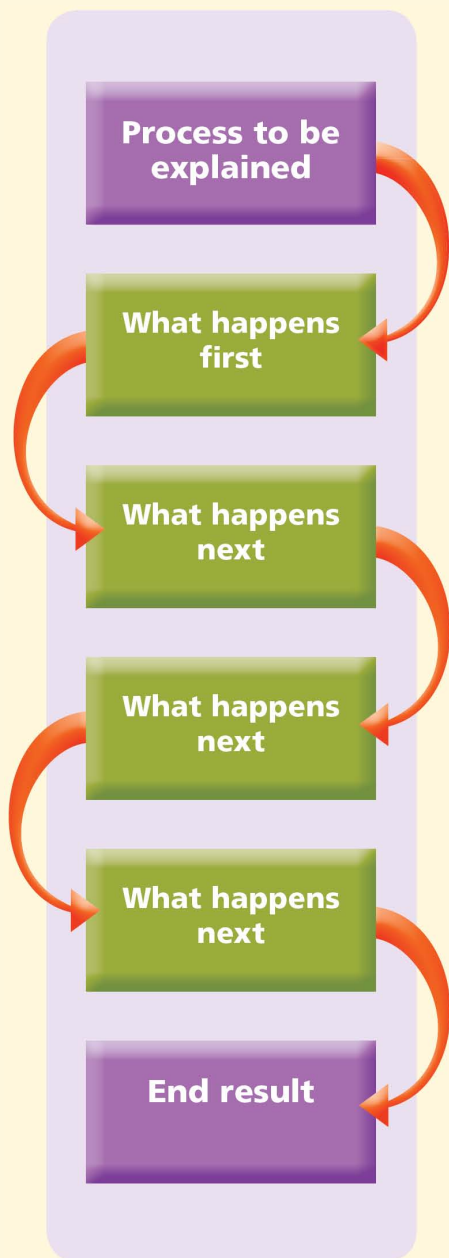 Process to be
explained
What happens
first
What happens
next
What happens
next
What happens
next
End result